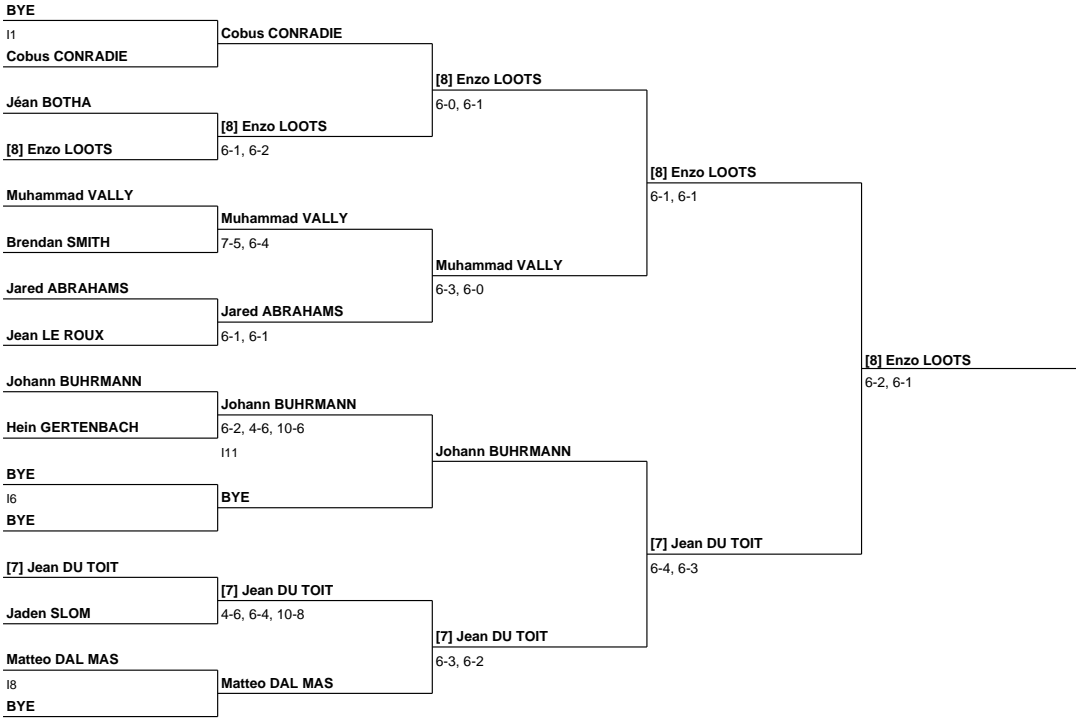 BYE
I1
Cobus CONRADIE
Jéan BOTHA
[8] Enzo LOOTS
Muhammad VALLY
Brendan SMITH
Jared ABRAHAMS
Jean LE ROUX
Johann BUHRMANN
Hein GERTENBACH
BYE
I6
BYE
[7] Jean DU TOIT
Jaden SLOM
Matteo DAL MAS
I8
BYE
Cobus CONRADIE
[8] Enzo LOOTS
6-1, 6-2
Muhammad VALLY
7-5, 6-4
Jared ABRAHAMS
6-1, 6-1
Johann BUHRMANN
6-2, 4-6, 10-6
I11
BYE
[7] Jean DU TOIT
4-6, 6-4, 10-8
Matteo DAL MAS
[8] Enzo LOOTS
6-0, 6-1
Muhammad VALLY
6-3, 6-0
Johann BUHRMANN
[7] Jean DU TOIT
6-3, 6-2
[8] Enzo LOOTS
6-1, 6-1
[7] Jean DU TOIT
6-4, 6-3
[8] Enzo LOOTS
6-2, 6-1